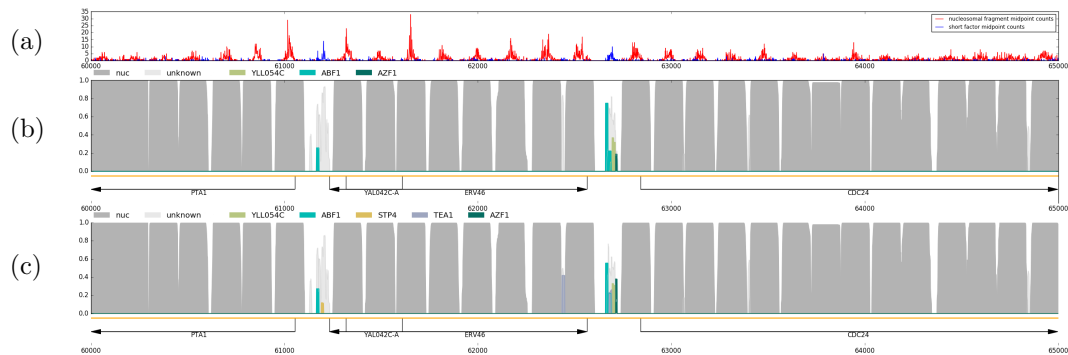 (a)
35
30
25
20
15
10
5
0
nucleosomal fragment midpoint counts
short factor midpoint counts
60000 61000 62000 63000 64000 65000
nuc unknown YLL054C ABF1 AZF1
(b)
1.0
0.8
0.6
0.4
0.2
0.0
PTA1 YAL042C-A ERV46 CDC24
60000 61000 62000 63000 64000 65000
nuc unknown YLL054C ABF1 STP4 TEA1 AZF1
(c)
1.0
0.8
0.6
0.4
0.2
0.0
PTA1 YAL042C-A ERV46 CDC24
60000 61000 62000 63000 64000 65000